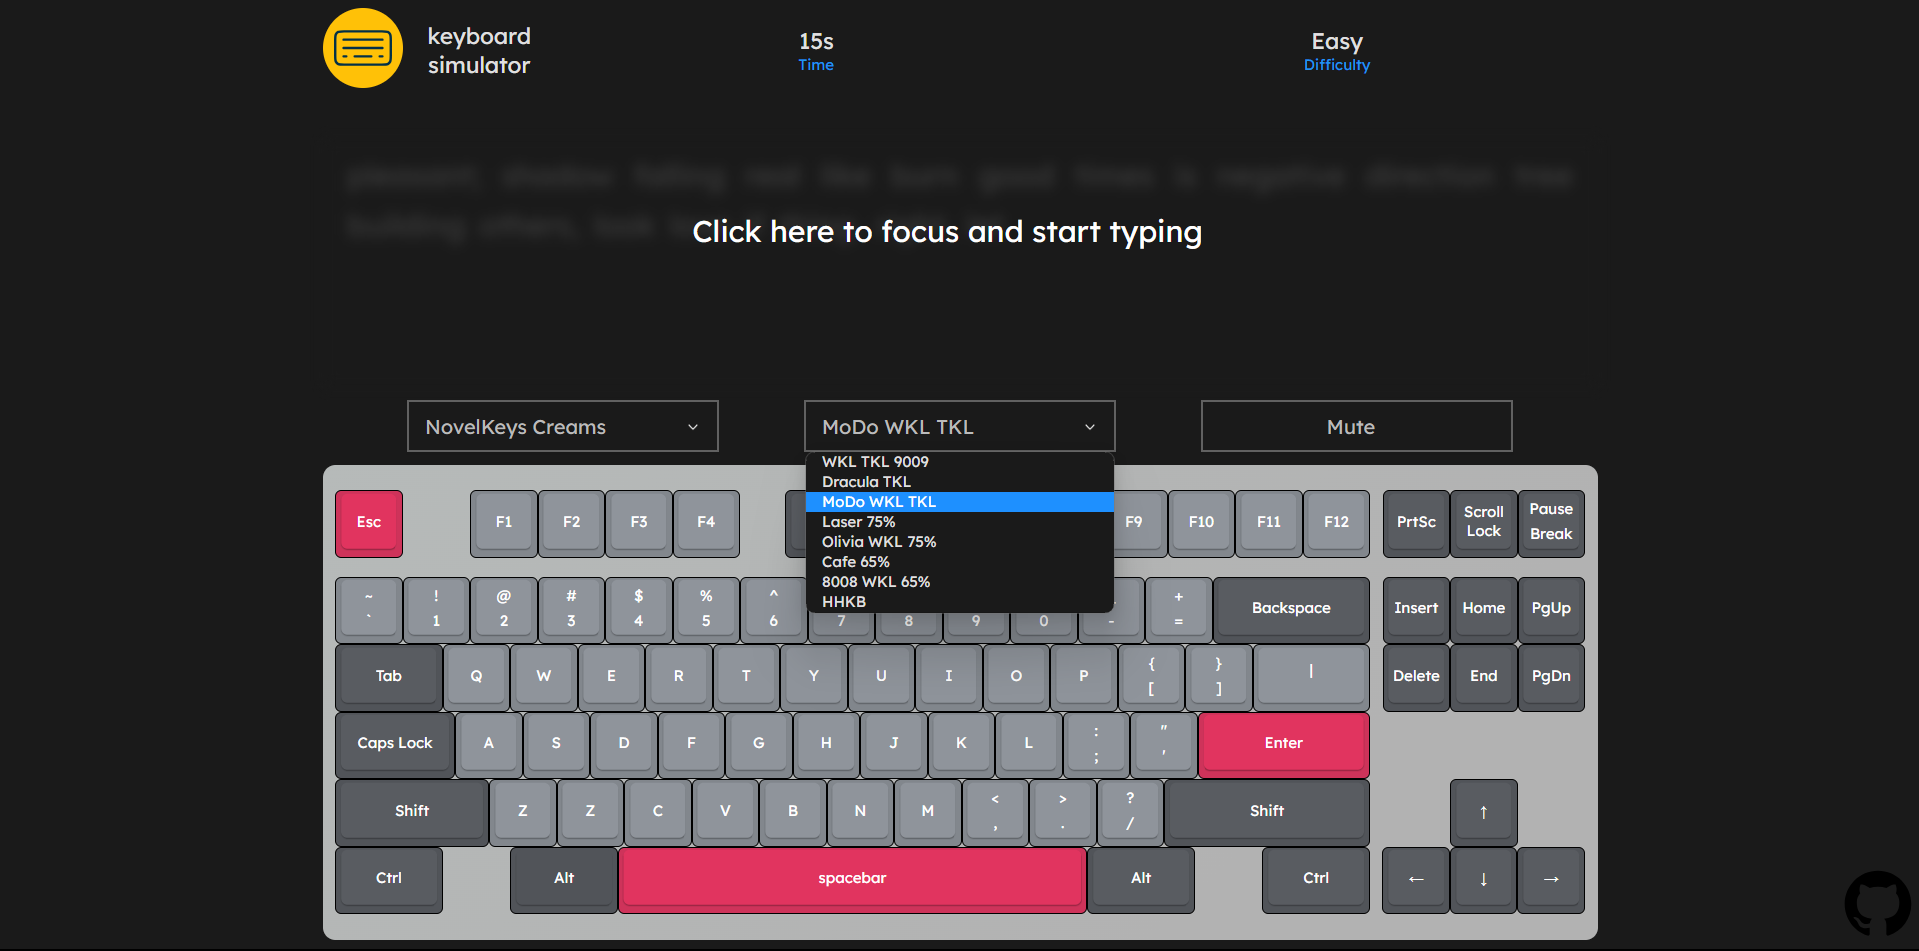 keyboard
simulator
15s
Time
Easy
Difficulty
Click here to focus and start typing
NovelKeys Creams
MoDo WKL TKL
Mute
WKL TKL 9009
Dracula TKL
MoDo WKL TKL
Laser 75%
Olivia WKL 75%
Cafe 65%
8008 WKL 65%
HHKB
Esc F1 F2 F3 F4 F9 F10 F11 F12 PrtSc Scroll Lock Pause Break
~ ! @ # $ % ^ +
` 1 2 3 4 5 6 7 8 9 0 - = Backspace Insert Home PgUp
Tab Q W E R T Y U I O P { [ } ] | Delete End PgDn
Caps Lock A S D F G H J K L : ; " ' Enter
Shift Z Z C V B N M < , > . ? / Shift ↑
Ctrl Alt spacebar Alt Ctrl ← ↓ →